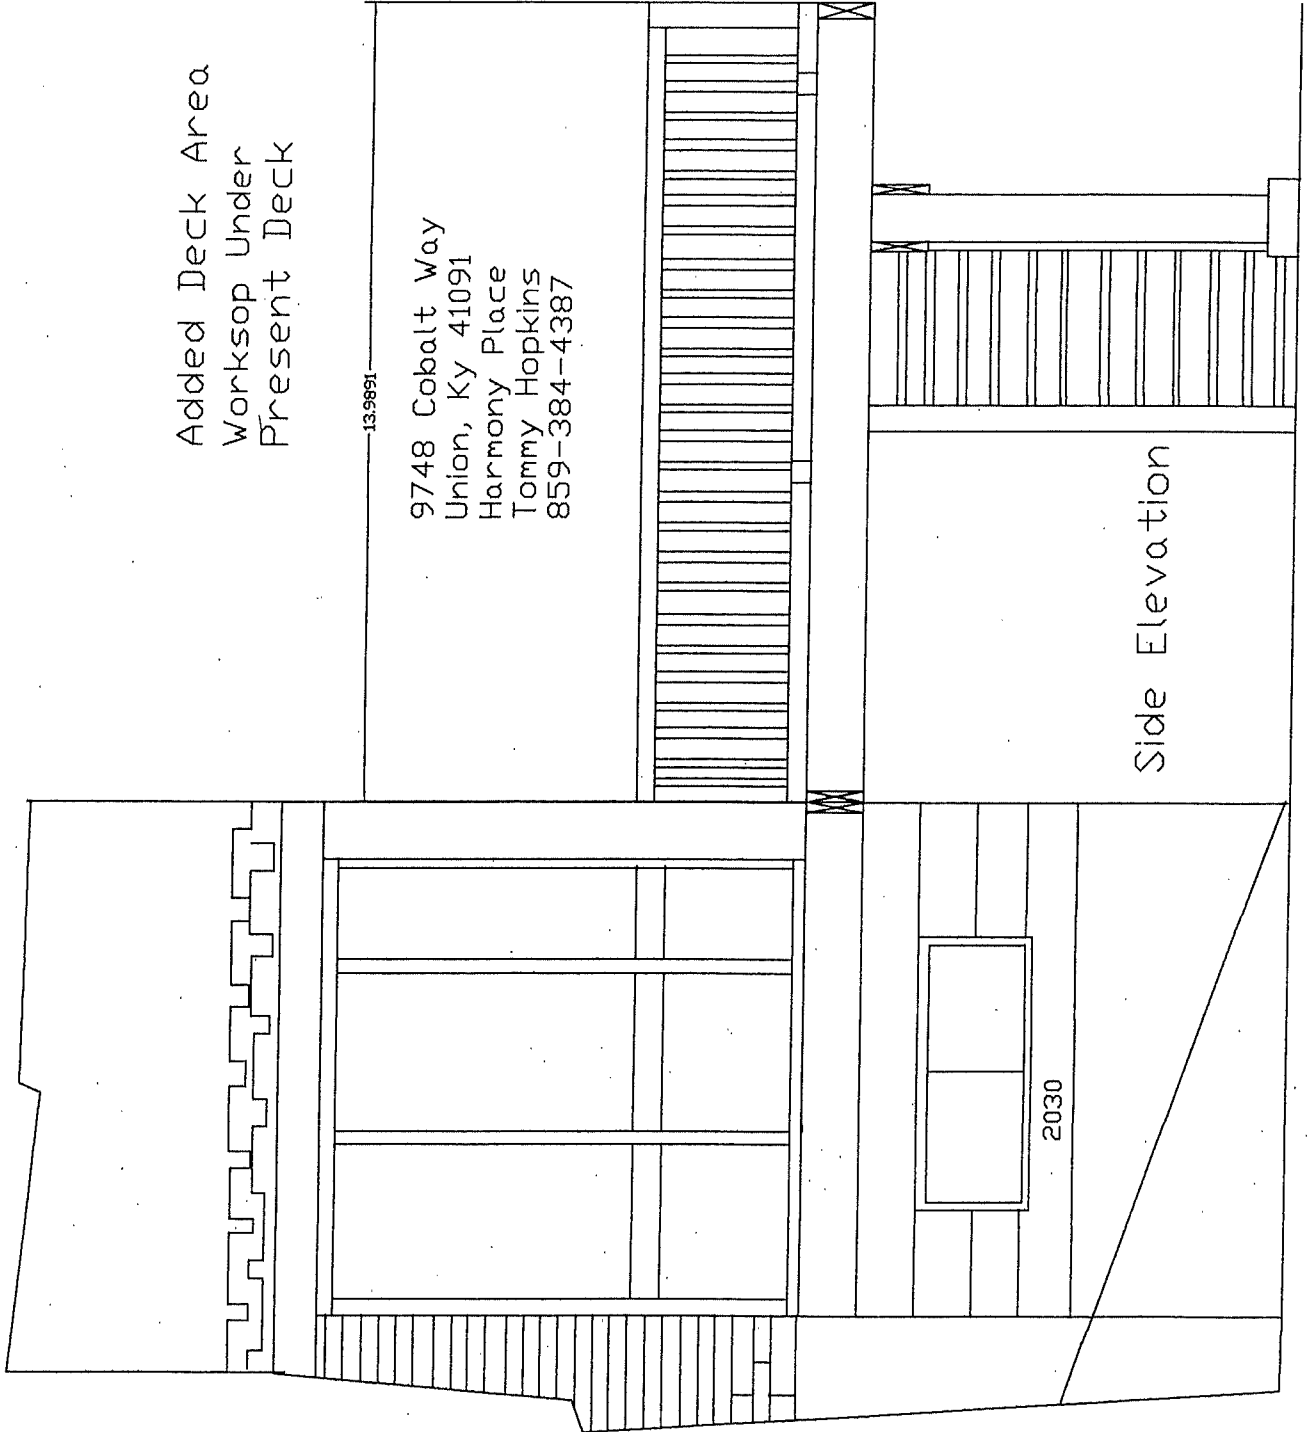 Added Deck Area
Worksop Under
Present Deck
13.9891
9748 Cobalt Way
Union, Ky 41091
Harmony Place
Tommy Hopkins
859-384-4387
Side Elevation
2030